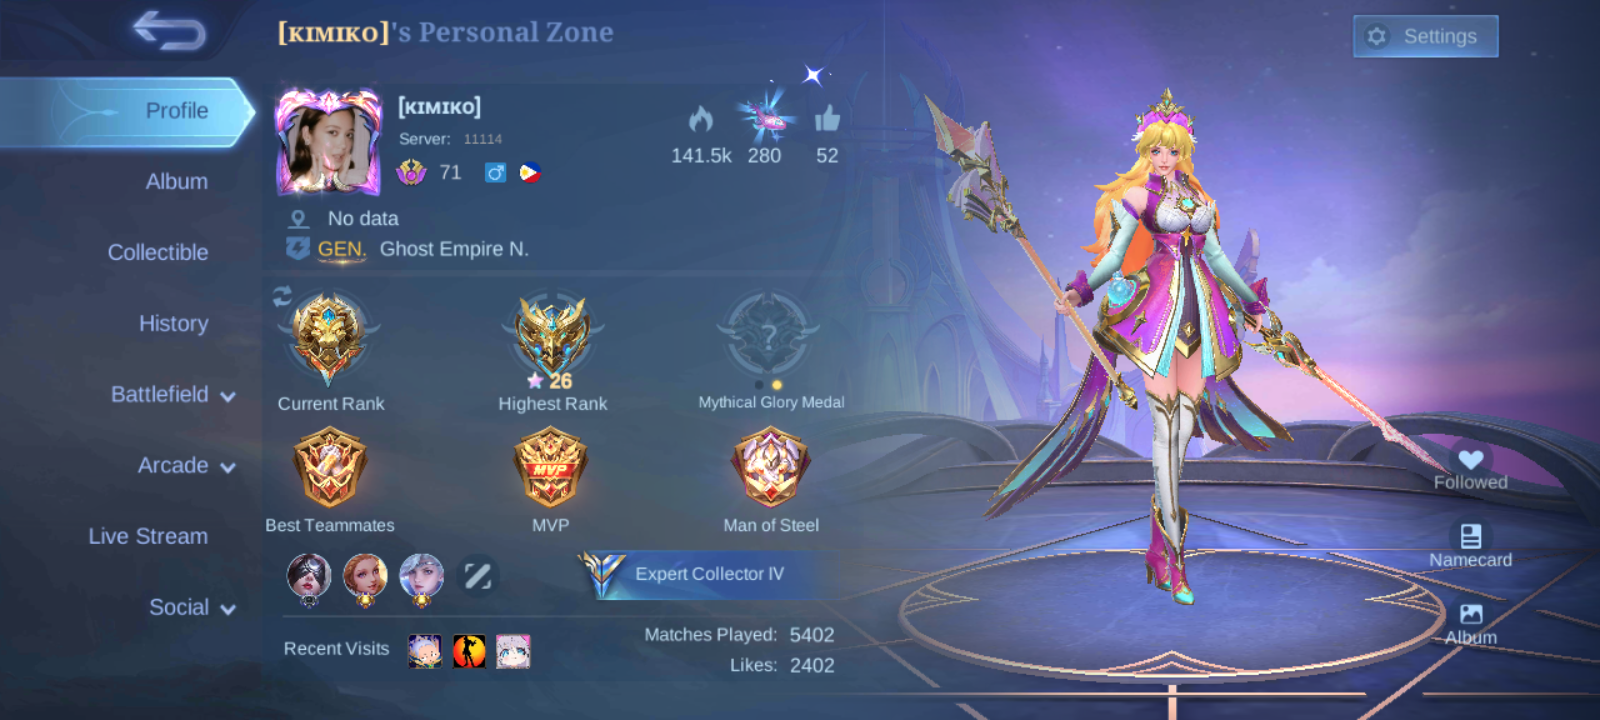 [KIMIKO]'s Personal Zone
Settings
Profile
Album
Collectible
History
Battlefield
Arcade
Live Stream
Social
[KIMIKO]
Server: 11114
71
141.5k
280
52
No data
GEN. Ghost Empire N.
26
?
Current Rank
Highest Rank
Mythical Glory Medal
MVP
Best Teammates
MVP
Man of Steel
Expert Collector IV
Recent Visits
Matches Played: 5402
Likes: 2402
Followed
Namecard
Album